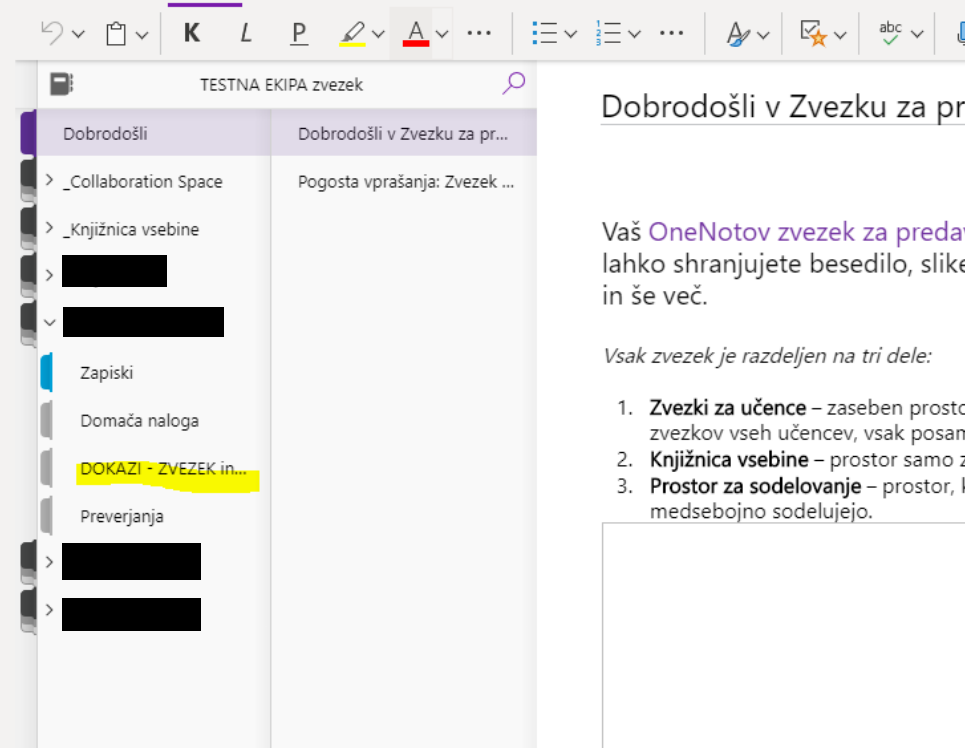 K L P A
abc
TESTNA EKIPA zvezek
Dobrodošli
_Collaboration Space
_Knjižnica vsebine
Zapiski
Domača naloga
DOKAZI - ZVEZEK in...
Preverjanja
Dobrodošli v Zvezku za pr...
Pogosta vprašanja: Zvezek ...
Dobrodošli v Zvezku za pr
Vaš OneNotov zvezek za preda
lahko shranjujete besedilo, slike
in še več.
Vsak zvezek je razdeljen na tri dele:
1. Zvezki za učence – zaseben prosto
zvezkov vseh učencev, vsak posam
2. Knjižnica vsebine – prostor samo z
3. Prostor za sodelovanje – prostor, k
medsebojno sodelujejo.